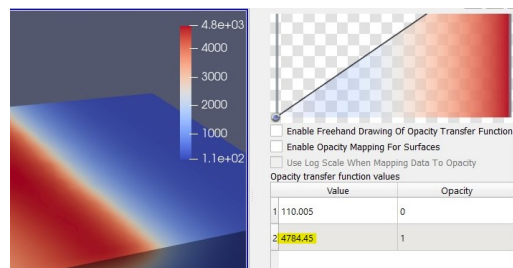 4.8e+03
4000
3000
2000
1000
1.1e+02
Enable Freehand Drawing Of Opacity Transfer Function
Enable Opacity Mapping For Surfaces
Use Log Scale When Mapping Data To Opacity
Opacity transfer function values
Value Opacity
1 110.005 0
2 4784.45 1